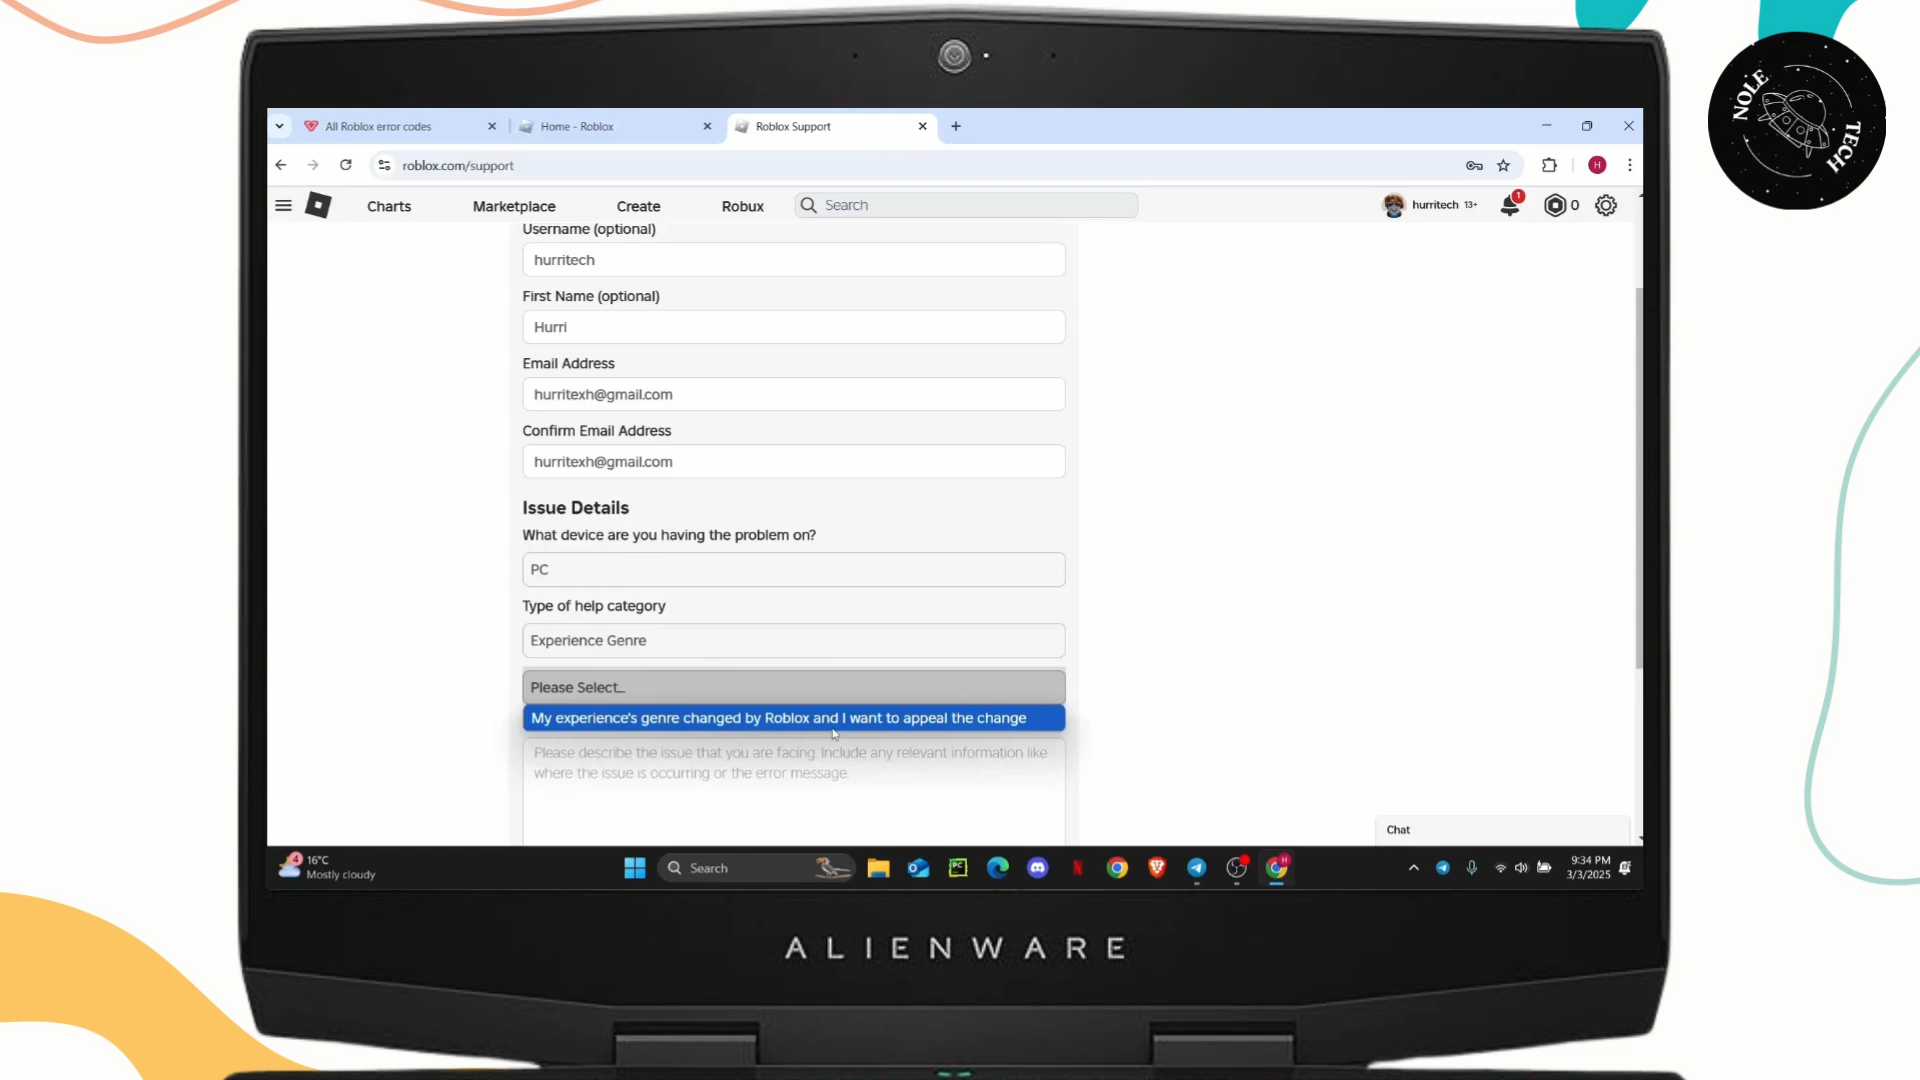 NOLE TECH
All Roblox error codes
Home - Roblox
Roblox Support
roblox.com/support
H
Charts
Marketplace
Create
Robux
Search
hurritech 13+
1
0
Username (optional)
hurritech
First Name (optional)
Hurri
Email Address
hurritexh@gmail.com
Confirm Email Address
hurritexh@gmail.com
Issue Details
What device are you having the problem on?
PC
Type of help category
Experience Genre
Please Select...
My experience's genre changed by Roblox and I want to appeal the change
Please describe the issue that you are facing. Include any relevant information like
where the issue is occurring or the error message.
Chat
4
16°C
Mostly cloudy
Search
PC
N
H
9:34 PM
3/3/2025
ALIENWARE